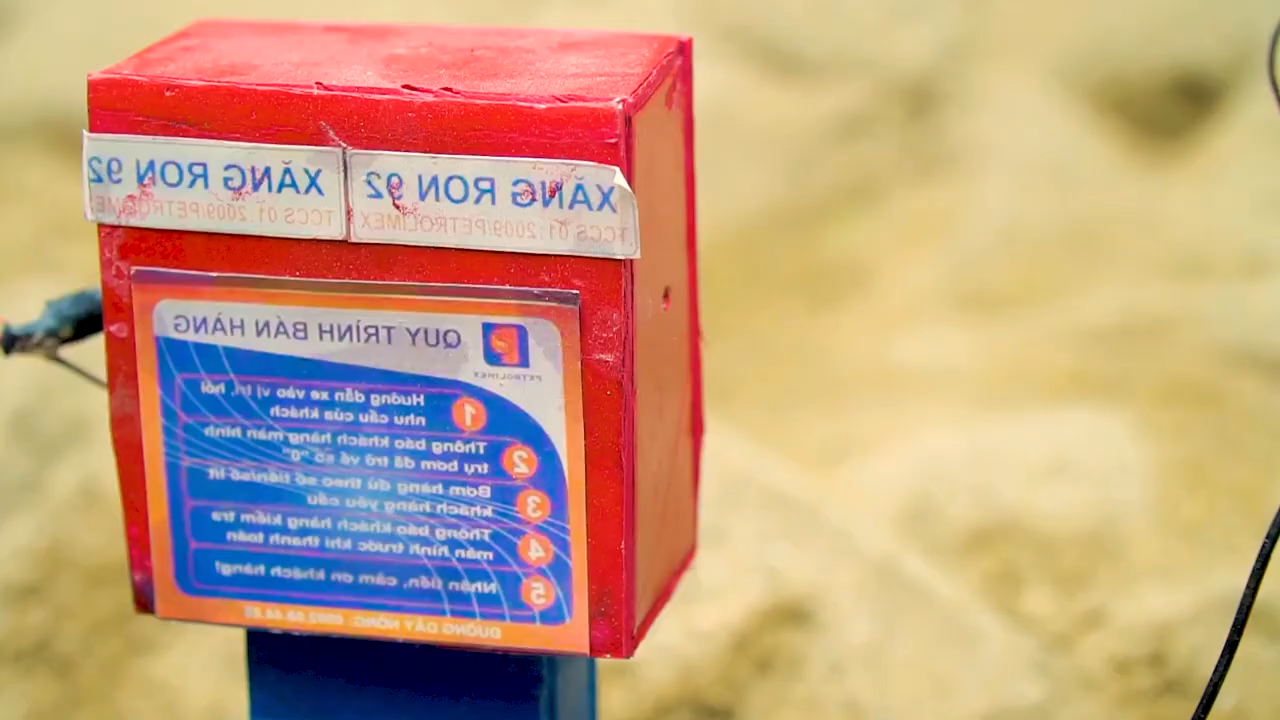 XĂNG RON 92
TCCS 01:2009/PETROLIMEX
XĂNG RON 92
TCCS 01:2009/PETROLIME
P
PETROLIMEX
QUY TRÌNH BÁN HÀNG
1 Hướng dẫn xe vào vị trí, hỏi
như cầu của khách
2 Thông báo khách hàng màn hình
trụ bơm đã trở về số "0"
3 Bơm hàng đủ theo số tiền/số lít
khách hàng yêu cầu
4 Thông báo khách hàng kiểm tra
màn hình trước khi thanh toán
5 Nhận tiền, cảm ơn khách hàng!
ĐƯỜNG DÂY NÓNG: